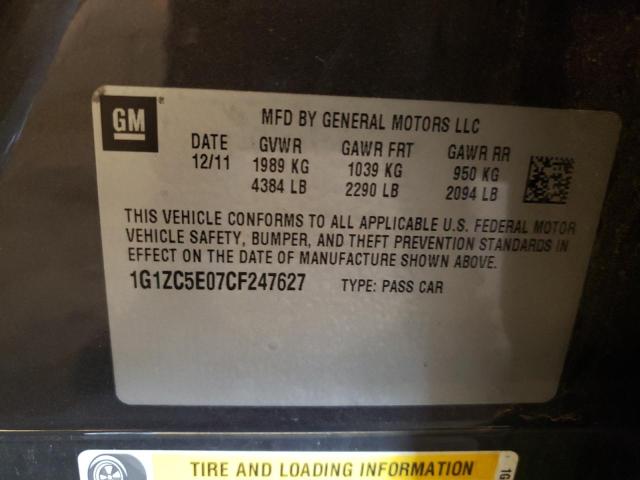 GM
MFD BY GENERAL MOTORS LLC
DATE GVWR GAWR FRT GAWR RR
12/11 1989 KG 1039 KG 950 KG
4384 LB 2290 LB 2094 LB
THIS VEHICLE CONFORMS TO ALL APPLICABLE U.S. FEDERAL MOTOR
VEHICLE SAFETY, BUMPER, AND THEFT PREVENTION STANDARDS IN
EFFECT ON THE DATE OF MANUFACTURE SHOWN ABOVE.
1G1ZC5E07CF247627 TYPE: PASS CAR
TIRE AND LOADING INFORMATION